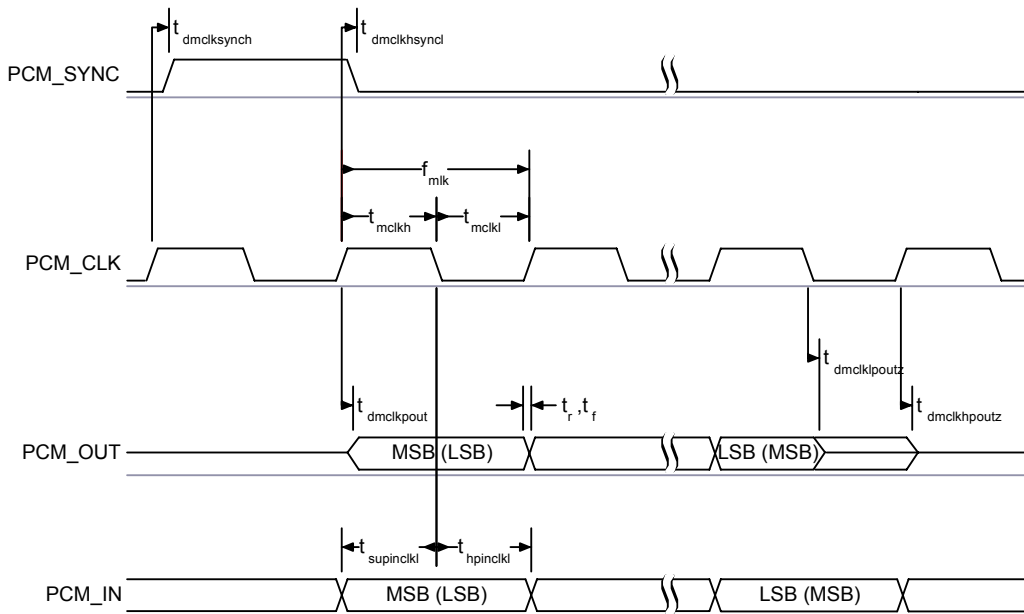 t dmclksynch
t dmclkhsyncl
PCM_SYNC
f mlk
t mclkh
t mclkl
PCM_CLK
t dmclklpoutz
t dmclkpout
t r ,t f
t dmclkhpoutz
PCM_OUT
MSB (LSB)
LSB (MSB)
t supinclkl
t hpinclkl
PCM_IN
MSB (LSB)
LSB (MSB)